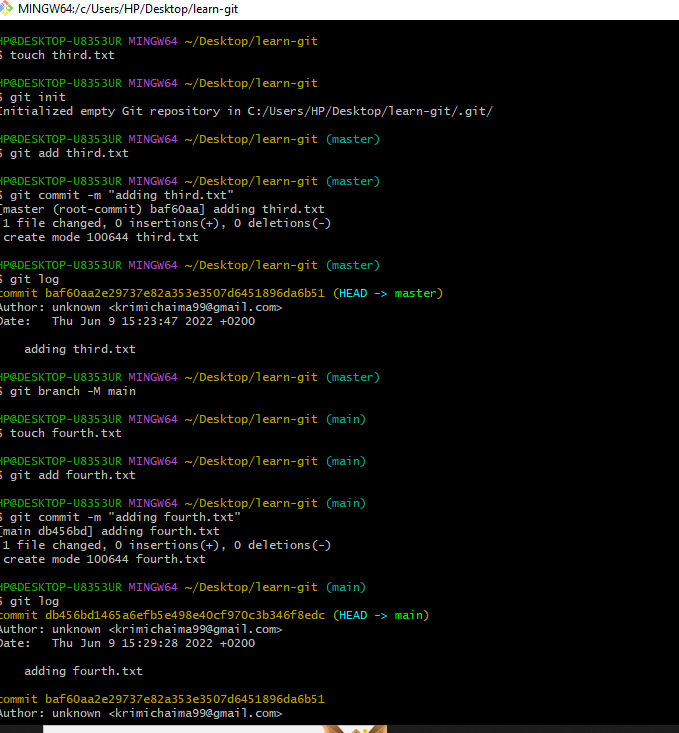 MINGW64:/c/Users/HP/Desktop/learn-git
HP@DESKTOP-U8353UR MINGW64 ~/Desktop/learn-git
$ touch third.txt
HP@DESKTOP-U8353UR MINGW64 ~/Desktop/learn-git
$ git init
Initialized empty Git repository in C:/Users/HP/Desktop/learn-git/.git/
HP@DESKTOP-U8353UR MINGW64 ~/Desktop/learn-git (master)
$ git add third.txt
HP@DESKTOP-U8353UR MINGW64 ~/Desktop/learn-git (master)
$ git commit -m "adding third.txt"
[master (root-commit) baf60aa] adding third.txt
1 file changed, 0 insertions(+), 0 deletions(-)
create mode 100644 third.txt
HP@DESKTOP-U8353UR MINGW64 ~/Desktop/learn-git (master)
$ git log
commit baf60aa2e29737e82a353e3507d6451896da6b51 (HEAD -> master)
Author: unknown <krimichaima99@gmail.com>
Date:   Thu Jun 9 15:23:47 2022 +0200
adding third.txt
HP@DESKTOP-U8353UR MINGW64 ~/Desktop/learn-git (master)
$ git branch -M main
HP@DESKTOP-U8353UR MINGW64 ~/Desktop/learn-git (main)
$ touch fourth.txt
HP@DESKTOP-U8353UR MINGW64 ~/Desktop/learn-git (main)
$ git add fourth.txt
HP@DESKTOP-U8353UR MINGW64 ~/Desktop/learn-git (main)
$ git commit -m "adding fourth.txt"
[main db456bd] adding fourth.txt
1 file changed, 0 insertions(+), 0 deletions(-)
create mode 100644 fourth.txt
HP@DESKTOP-U8353UR MINGW64 ~/Desktop/learn-git (main)
$ git log
commit db456bd1465a6efb5e498e40cf970c3b346f8edc (HEAD -> main)
Author: unknown <krimichaima99@gmail.com>
Date:   Thu Jun 9 15:29:28 2022 +0200
adding fourth.txt
commit baf60aa2e29737e82a353e3507d6451896da6b51
Author: unknown <krimichaima99@gmail.com>